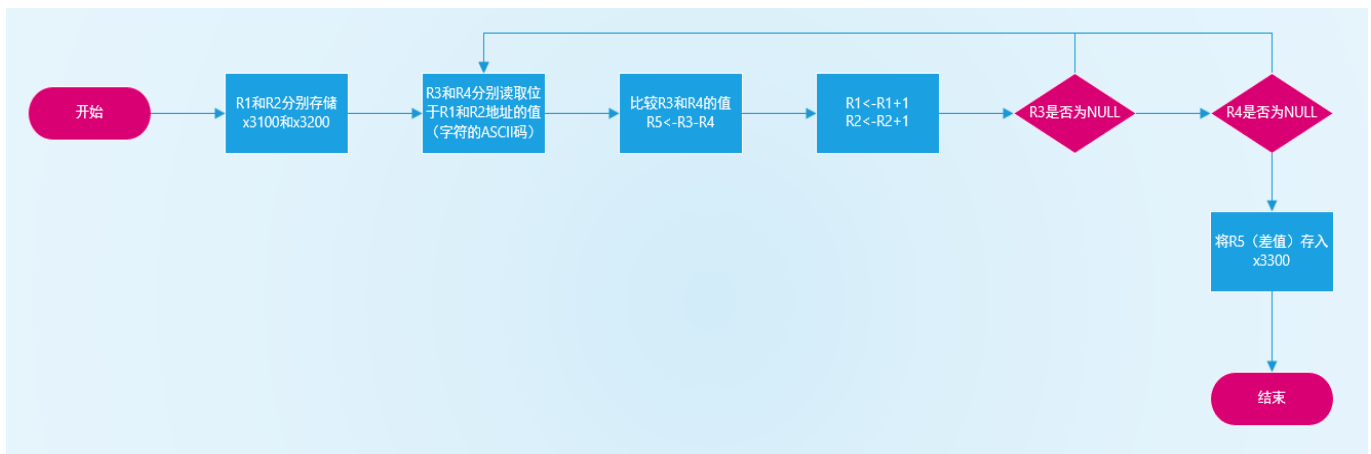 开始
R1和R2分别存储
x3100和x3200
R3和R4分别读取位
于R1和R2地址的值
（字符的ASCII码）
比较R3和R4的值
R5<-R3-R4
R1<-R1+1
R2<-R2+1
R3是否为NULL
R4是否为NULL
将R5（差值）存入
x3300
结束